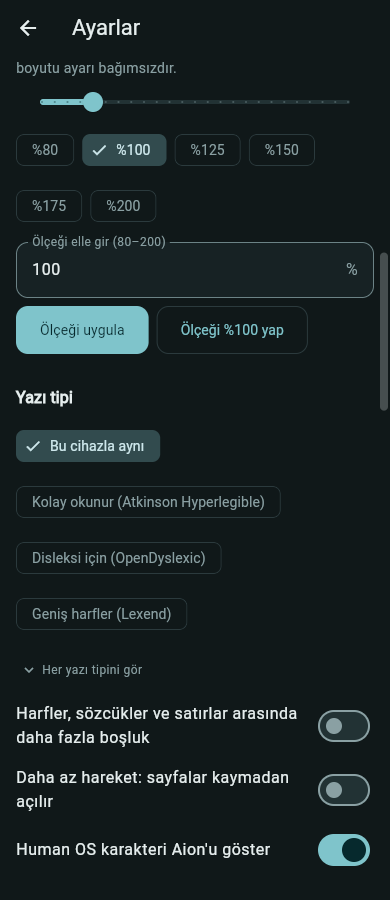 Ayarlar
boyutu ayarı bağımsızdır.
%80
%100
%125
%150
%175
%200
Ölçeği elle gir (80–200)
100
%
Ölçeği uygula
Ölçeği %100 yap
Yazı tipi
Bu cihazla aynı
Kolay okunur (Atkinson Hyperlegible)
Disleksi için (OpenDyslexic)
Geniş harfler (Lexend)
Her yazı tipini gör
Harfler, sözcükler ve satırlar arasında
daha fazla boşluk
Daha az hareket: sayfalar kaymadan
açılır
Human OS karakteri Aion'u göster